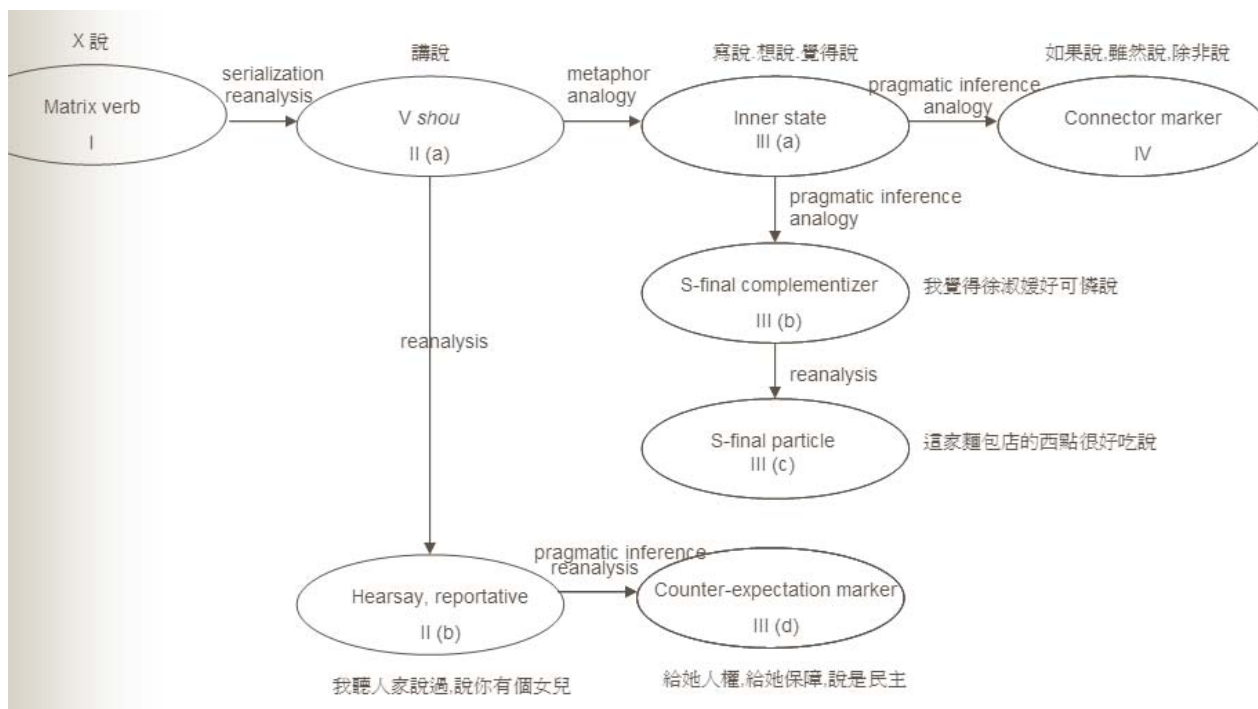 X 說
Matrix verb
I
serialization
reanalysis
講說
V shou
II (a)
metaphor
analogy
寫說.想說.覺得說
Inner state
III (a)
pragmatic inference
analogy
如果說,雖然說,除非說
Connector marker
IV
pragmatic inference
analogy
S-final complementizer
III (b)
我覺得徐淑媛好可憐說
reanalysis
reanalysis
S-final particle
III (c)
這家麵包店的西點很好吃說
Hearsay, reportative
II (b)
我聽人家說過,說你有個女兒
pragmatic inference
reanalysis
Counter-expectation marker
III (d)
給她人權,給她保障,說是民主